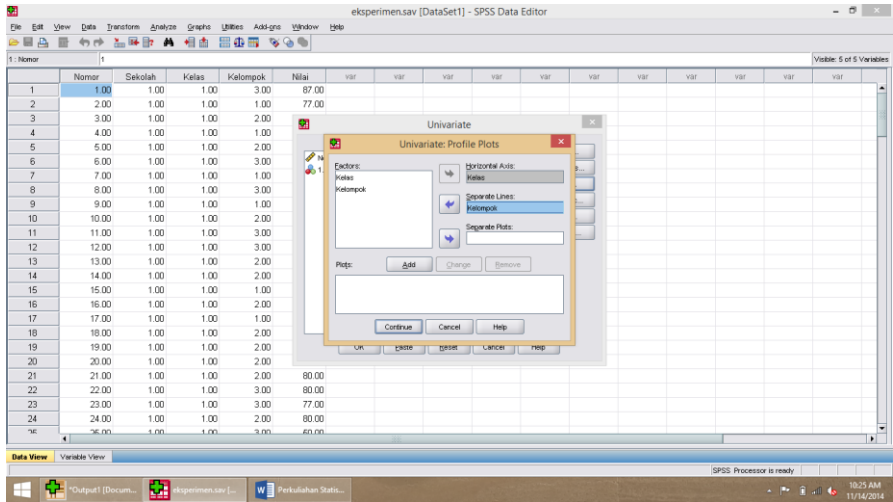 eksperimen.sav [DataSet1] - SPSS Data Editor
File Edit View Data Transform Analyze Graphs Utilities Add-ons Window Help
1 : Nomor 1 Visible: 5 of 5 Variables
Nomor Sekolah Kelas Kelompok Nilai var var var var var var var var var var
1 1.00 1.00 1.00 3.00 87.00
2 2.00 1.00 1.00 1.00 77.00
3 3.00 1.00 1.00 2.00
4 4.00 1.00 1.00 1.00
5 5.00 1.00 1.00 2.00
6 6.00 1.00 1.00 3.00
7 7.00 1.00 1.00 1.00
8 8.00 1.00 1.00 3.00
9 9.00 1.00 1.00 1.00
10 10.00 1.00 1.00 2.00
11 11.00 1.00 1.00 3.00
12 12.00 1.00 1.00 3.00
13 13.00 1.00 1.00 2.00
14 14.00 1.00 1.00 2.00
15 15.00 1.00 1.00 1.00
16 16.00 1.00 1.00 2.00
17 17.00 1.00 1.00 1.00
18 18.00 1.00 1.00 2.00
19 19.00 1.00 1.00 2.00
20 20.00 1.00 1.00 2.00
21 21.00 1.00 1.00 2.00 80.00
22 22.00 1.00 1.00 3.00 80.00
23 23.00 1.00 1.00 3.00 77.00
24 24.00 1.00 1.00 2.00 80.00
Univariate
Univariate: Profile Plots
Factors:
Kelas
Kelompok
Horizontal Axis:
Kelas
Separate Lines:
Kelompok
Separate Plots:
Plots: Add Change Remove
Continue Cancel Help
OK Paste Reset Cancel Help
Data View Variable View
SPSS Processor is ready
*Output1 [Docum... eksperimen.sav [... Perkuliahan Statis...
10:25 AM
11/14/2014